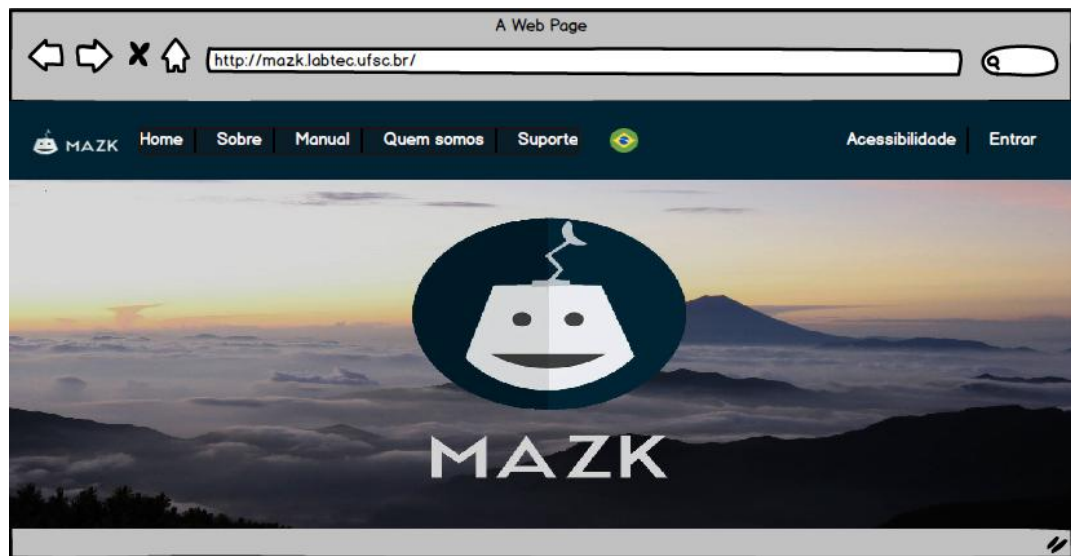 A Web Page
http://mazk.labtec.ufsc.br/
MAZK Home Sobre Manual Quem somos Suporte Acessibilidade Entrar
MAZK